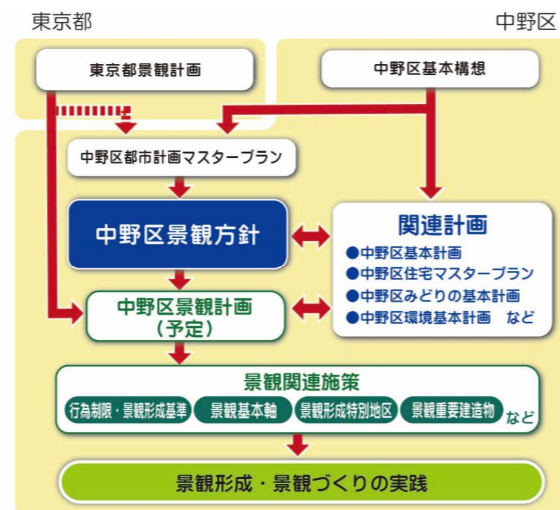 東京都
中野区
東京都景観計画
中野区基本構想
中野区都市計画マスタープラン
中野区景観方針
関連計画
●中野区基本計画
●中野区住宅マスタープラン
●中野区みどりの基本計画
●中野区環境基本計画 など
中野区景観計画
(予定)
景観関連施策
行為制限・景観形成基準
景観基本軸
景観形成特別地区
景観重要建造物
など
景観形成・景観づくりの実践